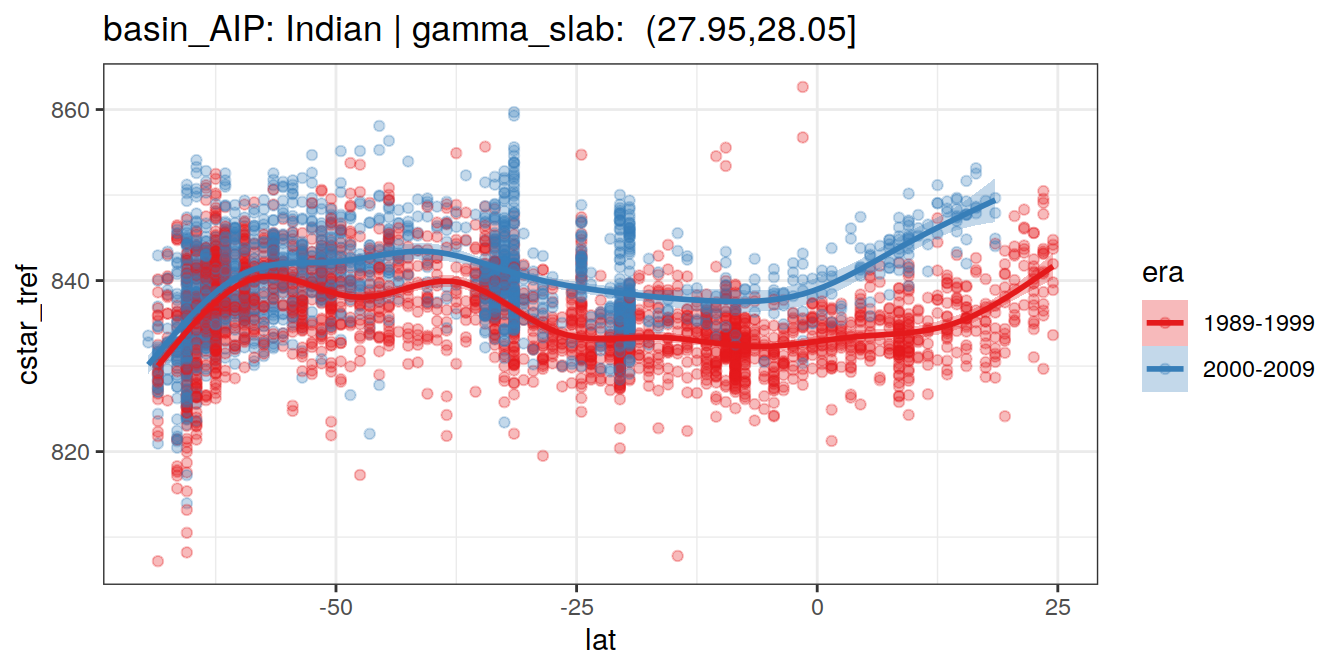 basin_AIP: Indian | gamma_slab:  (27.95,28.05]
860
840
820
cstar_tref
-50
-25
0
25
lat
era
1989-1999
2000-2009